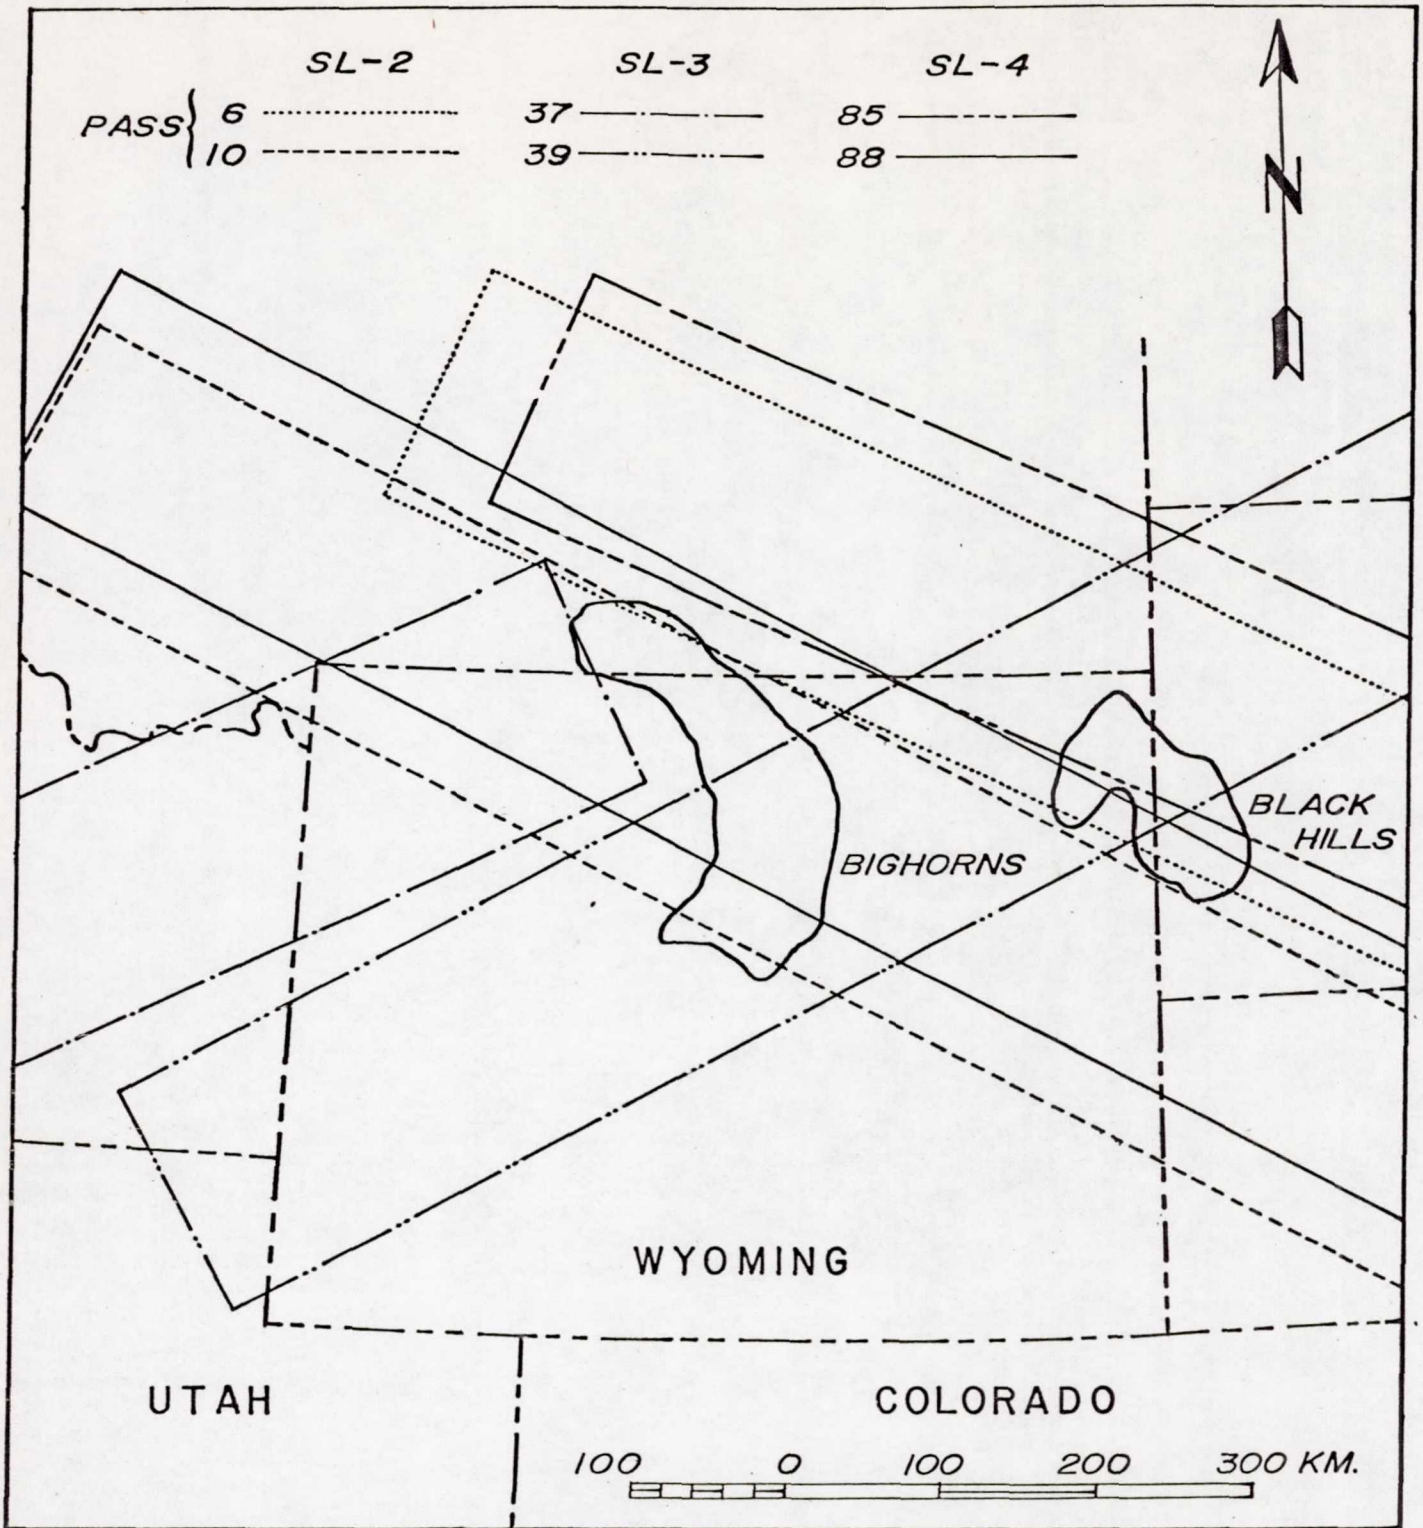 SL-2 SL-3 SL-4
PASS { 6 37 85
10 39 88
N
BLACK
HILLS
BIGHORNS
WYOMING
UTAH
COLORADO
100 0 100 200 300 KM.